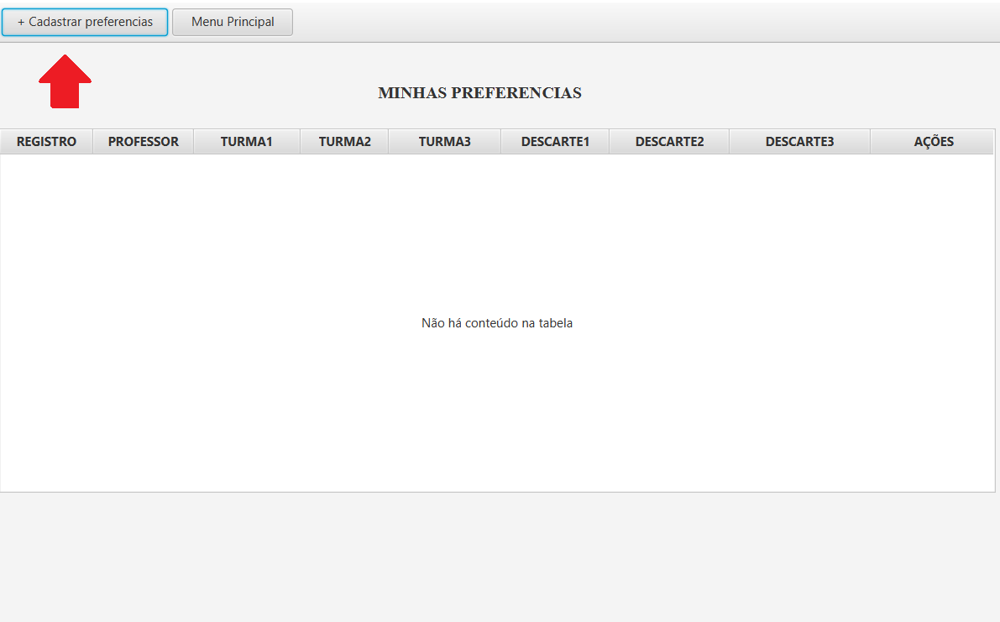 + Cadastrar preferencias Menu Principal
MINHAS PREFERENCIAS
REGISTRO PROFESSOR TURMA1 TURMA2 TURMA3 DESCARTE1 DESCARTE2 DESCARTE3 AÇÕES
Não há conteúdo na tabela